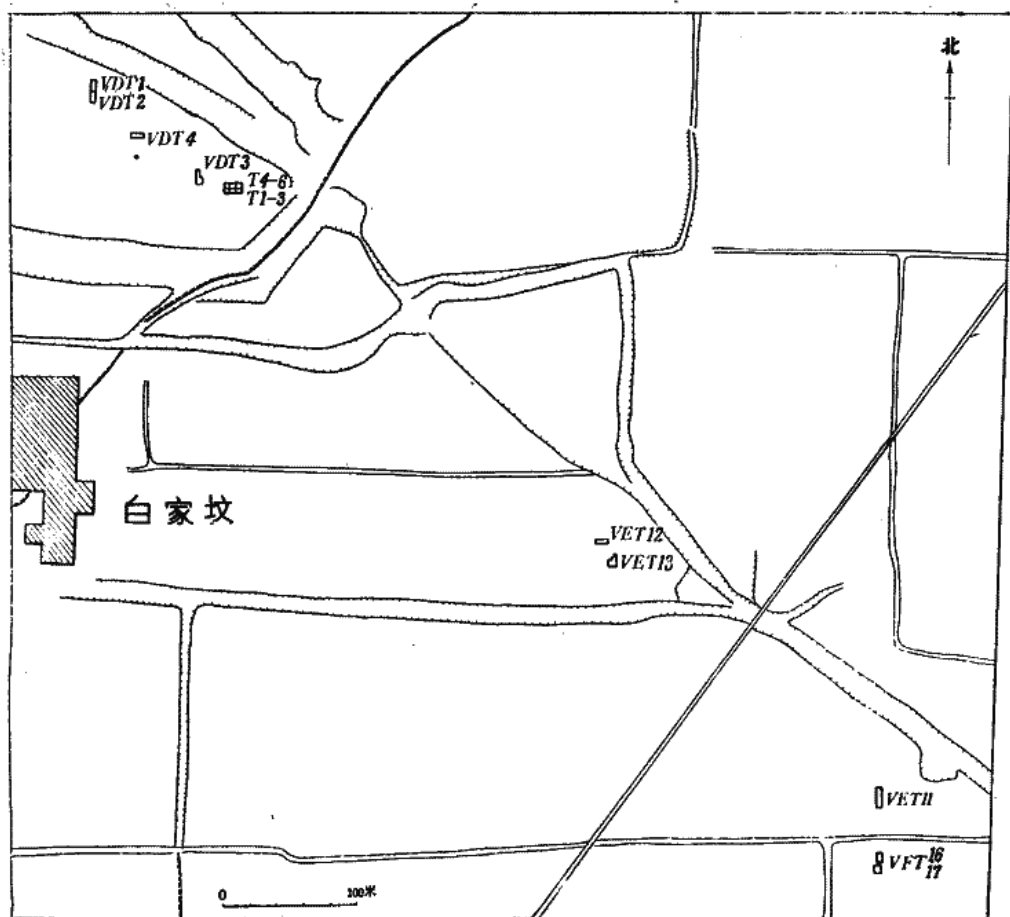 北
VDT1
VDT2
VDT4
VDT3
T4-6
T1-3
白家坟
VET12
VET13
VET11
VFT16
17
0 100米